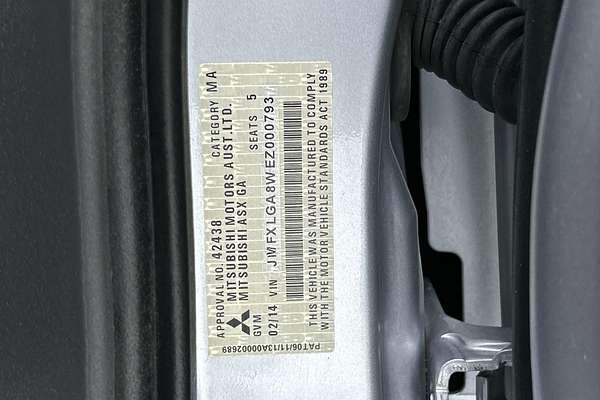 APPROVAL NO. 42438 CATEGORY MA
MITSUBISHI MOTORS AUST.LTD.
MITSUBISHI ASX GA
GVM SEATS 5
02/14 VIN JMFXLGA8WEZ000793
THIS VEHICLE WAS MANUFACTURED TO COMPLY
WITH THE MOTOR VEHICLE STANDARDS ACT 1989
PAT06/11/13A000002689